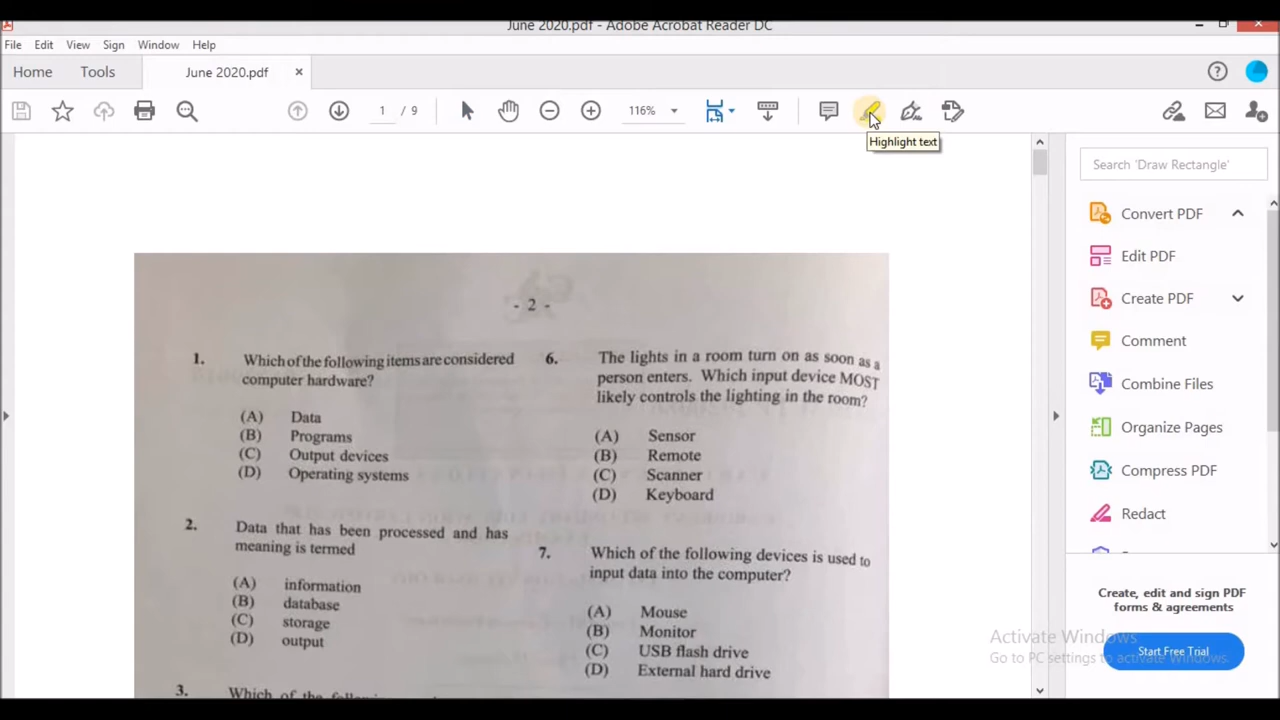 June 2020.pdf - Adobe Acrobat Reader DC
File Edit View Sign Window Help
Home Tools June 2020.pdf ×
1 / 9 116%
Highlight text
Search 'Draw Rectangle'
Convert PDF
Edit PDF
Create PDF
Comment
Combine Files
Organize Pages
Compress PDF
Redact
Create, edit and sign PDF
forms & agreements
Start Free Trial
Activate Windows
Go to PC settings to activate Windows.
- 2 -
1. Which of the following items are considered
computer hardware?
(A) Data
(B) Programs
(C) Output devices
(D) Operating systems
2. Data that has been processed and has
meaning is termed
(A) information
(B) database
(C) storage
(D) output
3. Which of the
6. The lights in a room turn on as soon as a
person enters. Which input device MOST
likely controls the lighting in the room?
(A) Sensor
(B) Remote
(C) Scanner
(D) Keyboard
7. Which of the following devices is used to
input data into the computer?
(A) Mouse
(B) Monitor
(C) USB flash drive
(D) External hard drive